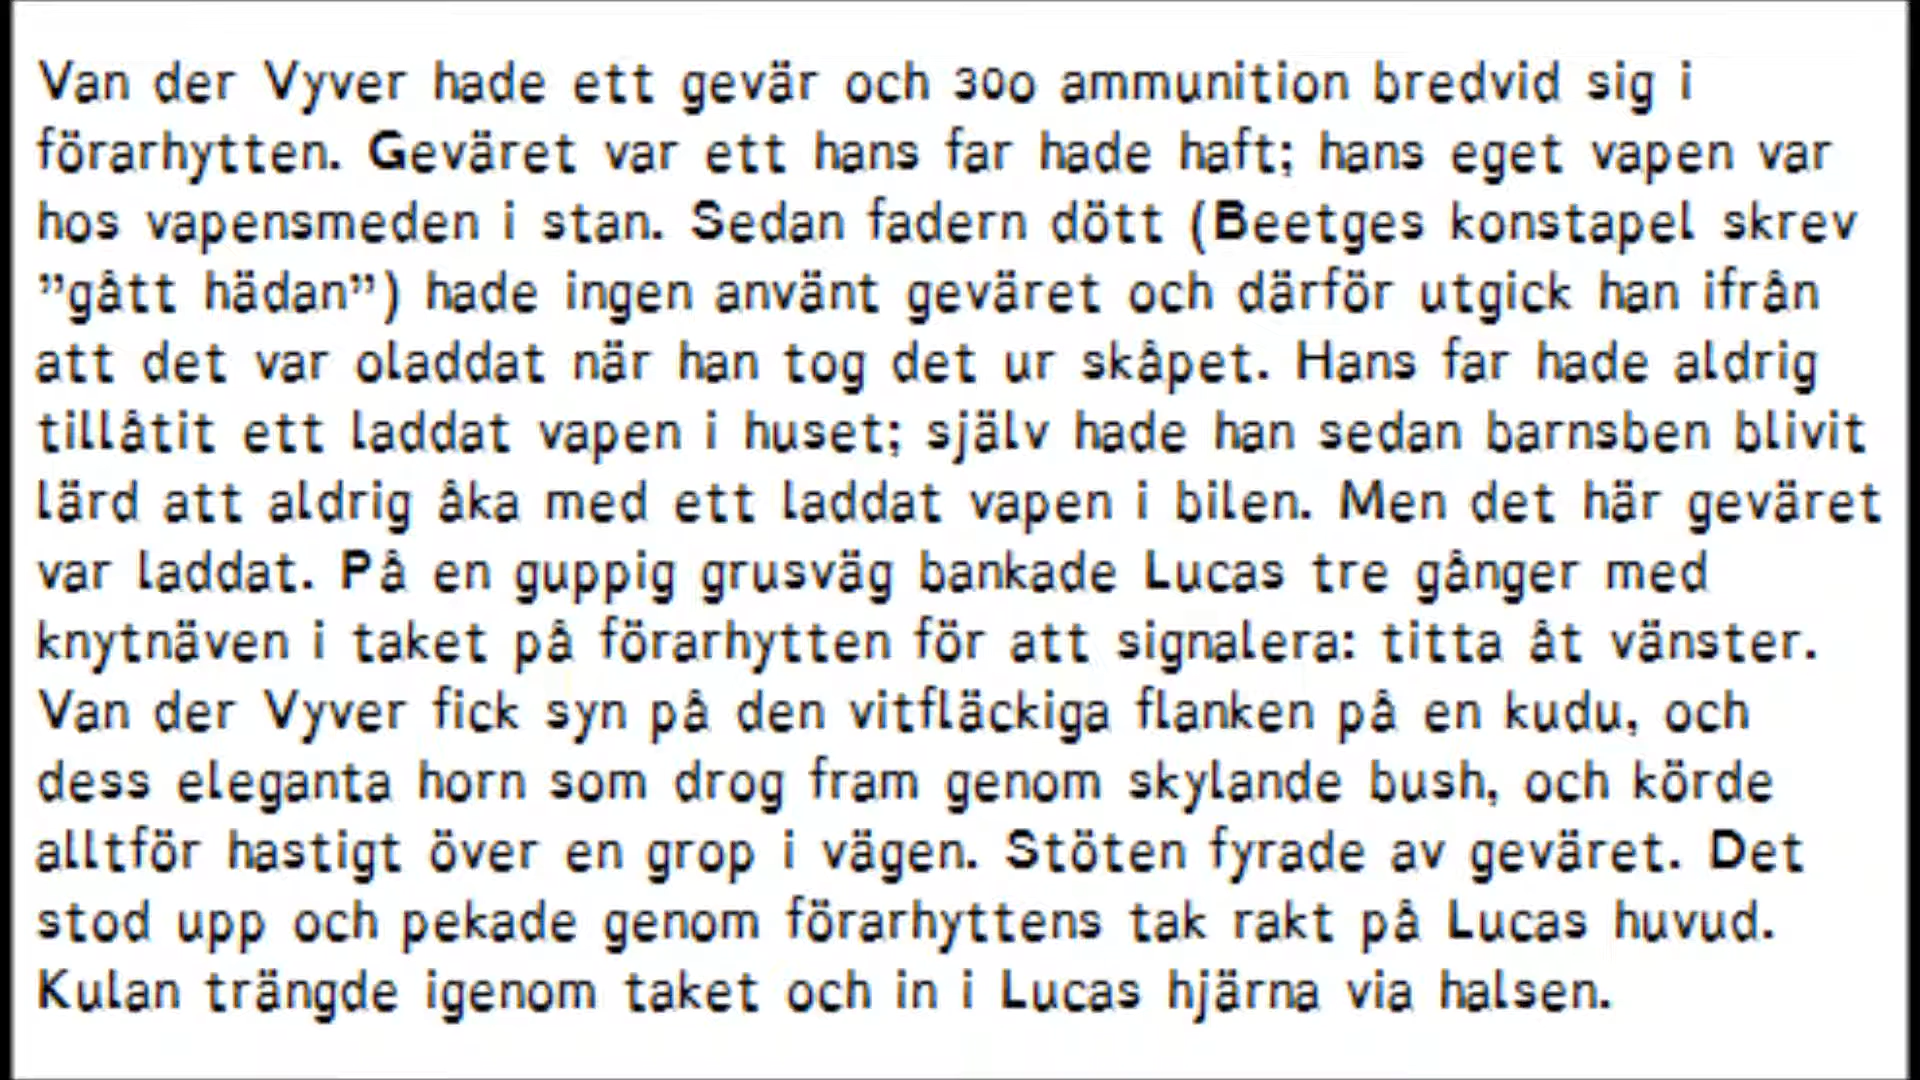 Van der Vyver hade ett gevär och 300 ammunition bredvid sig i
förarhytten. Geväret var ett hans far hade haft; hans eget vapen var
hos vapensmeden i stan. Sedan fadern dött (Beetges konstapel skrev
”gått hädan”) hade ingen använt geväret och därför utgick han ifrån
att det var oladdat när han tog det ur skåpet. Hans far hade aldrig
tillåtit ett laddat vapen i huset; själv hade han sedan barnsben blivit
lärd att aldrig åka med ett laddat vapen i bilen. Men det här geväret
var laddat. På en guppig grusväg bankade Lucas tre gånger med
knytnäven i taket på förarhytten för att signalera: titta åt vänster.
Van der Vyver fick syn på den vitfläckiga flanken på en kudu, och
dess eleganta horn som drog fram genom skylande bush, och körde
alltför hastigt över en grop i vägen. Stöten fyrade av geväret. Det
stod upp och pekade genom förarhyttens tak rakt på Lucas huvud.
Kulan trängde igenom taket och in i Lucas hjärna via halsen.